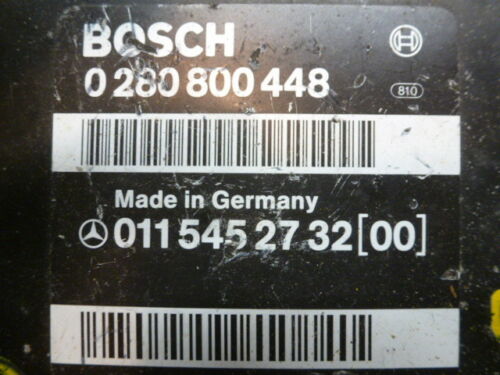 BOSCH
0 280 800 448
810
Made in Germany
011 545 27 32 [00]